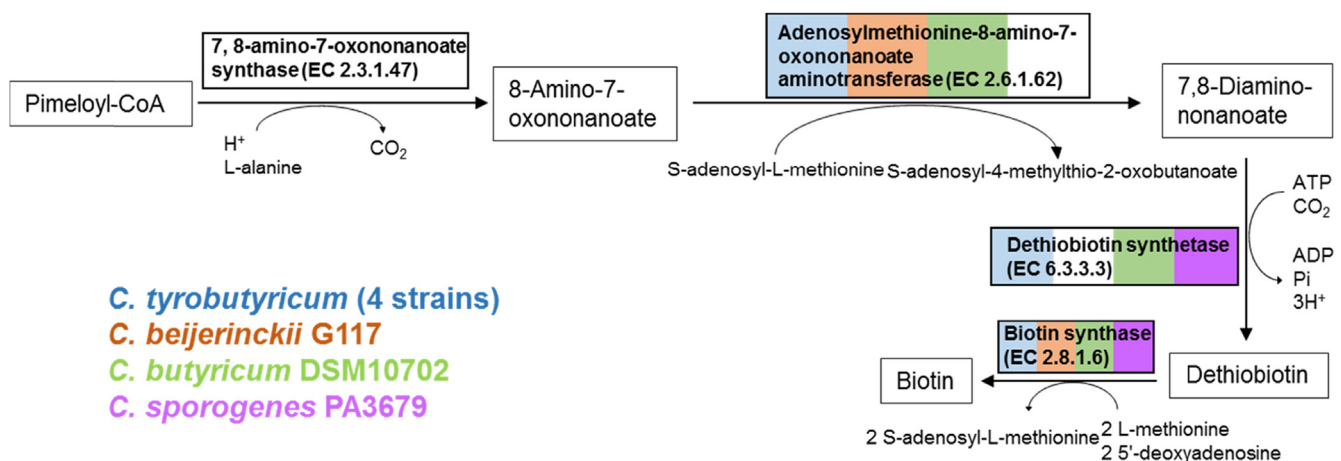 7, 8-amino-7-oxononanoate
synthase (EC 2.3.1.47)
Adenosylmethionine-8-amino-7-
oxononanoate
aminotransferase (EC 2.6.1.62)
Pimeloyl-CoA
8-Amino-7-
oxononanoate
7,8-Diamino-
nonanoate
H+
L-alanine
CO2
S-adenosyl-L-methionine
S-adenosyl-4-methylthio-2-oxobutanoate
ATP
CO2
Dethiobiotin synthetase
(EC 6.3.3.3)
ADP
Pi
3H+
C. tyrobutyricum (4 strains)
C. beijerinckii G117
C. butyricum DSM10702
C. sporogenes PA3679
Biotin synthase
(EC 2.8.1.6)
Biotin
Dethiobiotin
2 S-adenosyl-L-methionine
2 L-methionine
2 5'-deoxyadenosine